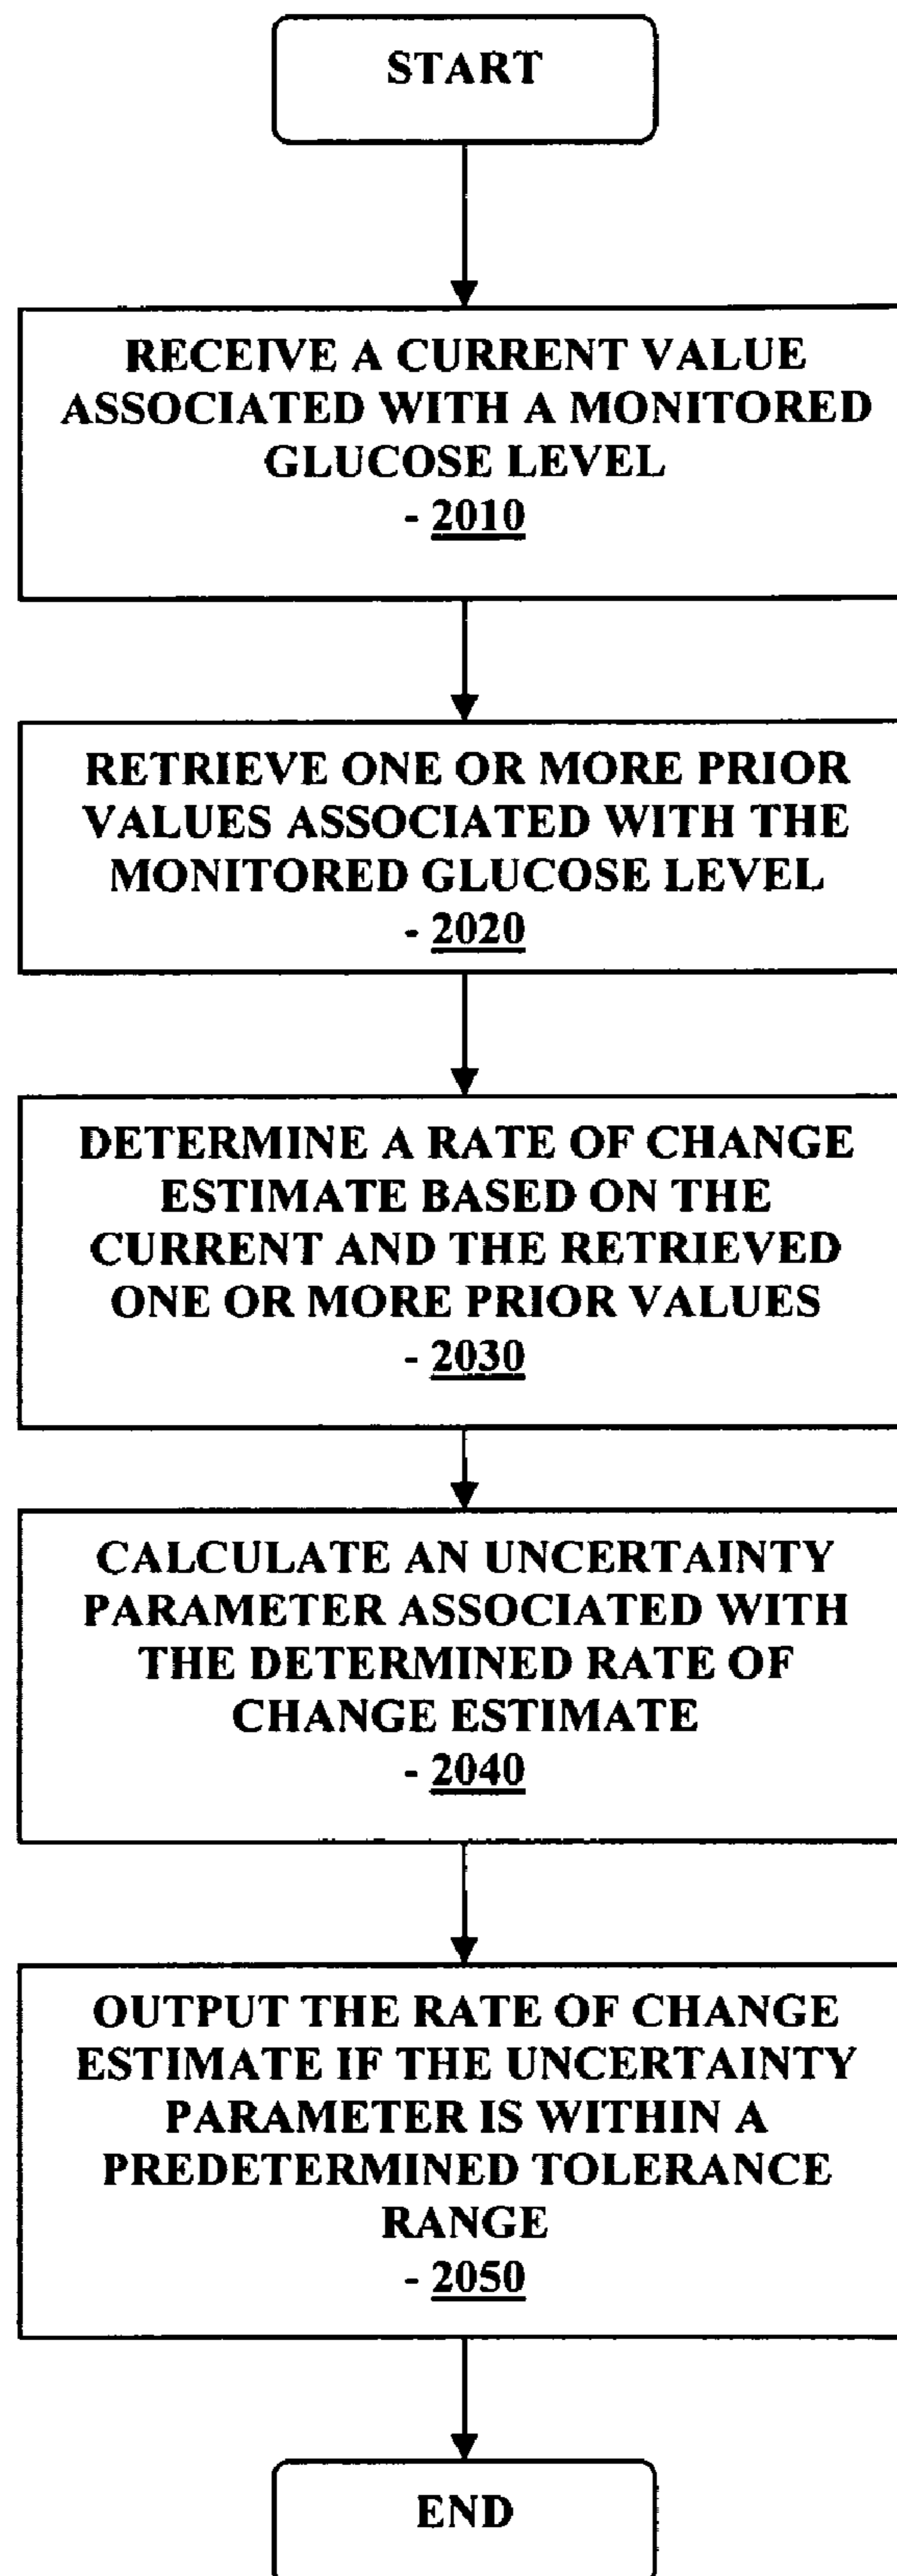 START
RECEIVE A CURRENT VALUE
ASSOCIATED WITH A MONITORED
GLUCOSE LEVEL
- 2010
RETRIEVE ONE OR MORE PRIOR
VALUES ASSOCIATED WITH THE
MONITORED GLUCOSE LEVEL
- 2020
DETERMINE A RATE OF CHANGE
ESTIMATE BASED ON THE
CURRENT AND THE RETRIEVED
ONE OR MORE PRIOR VALUES
- 2030
CALCULATE AN UNCERTAINTY
PARAMETER ASSOCIATED WITH
THE DETERMINED RATE OF
CHANGE ESTIMATE
- 2040
OUTPUT THE RATE OF CHANGE
ESTIMATE IF THE UNCERTAINTY
PARAMETER IS WITHIN A
PREDETERMINED TOLERANCE
RANGE
- 2050
END